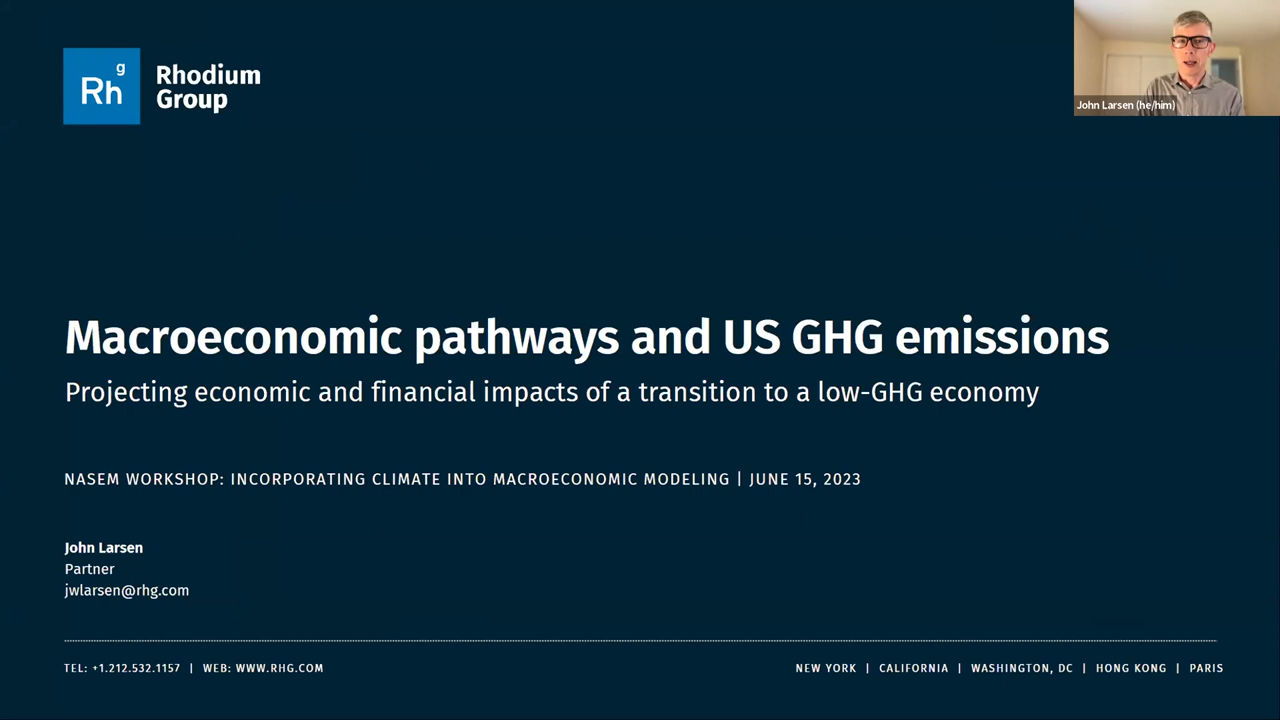 Rh g
Rhodium
Group
John Larsen (he/him)
Macroeconomic pathways and US GHG emissions
Projecting economic and financial impacts of a transition to a low-GHG economy
NASEM WORKSHOP: INCORPORATING CLIMATE INTO MACROECONOMIC MODELING | JUNE 15, 2023
John Larsen
Partner
jwlarsen@rhg.com
TEL: +1.212.532.1157 | WEB: WWW.RHG.COM
NEW YORK | CALIFORNIA | WASHINGTON, DC | HONG KONG | PARIS